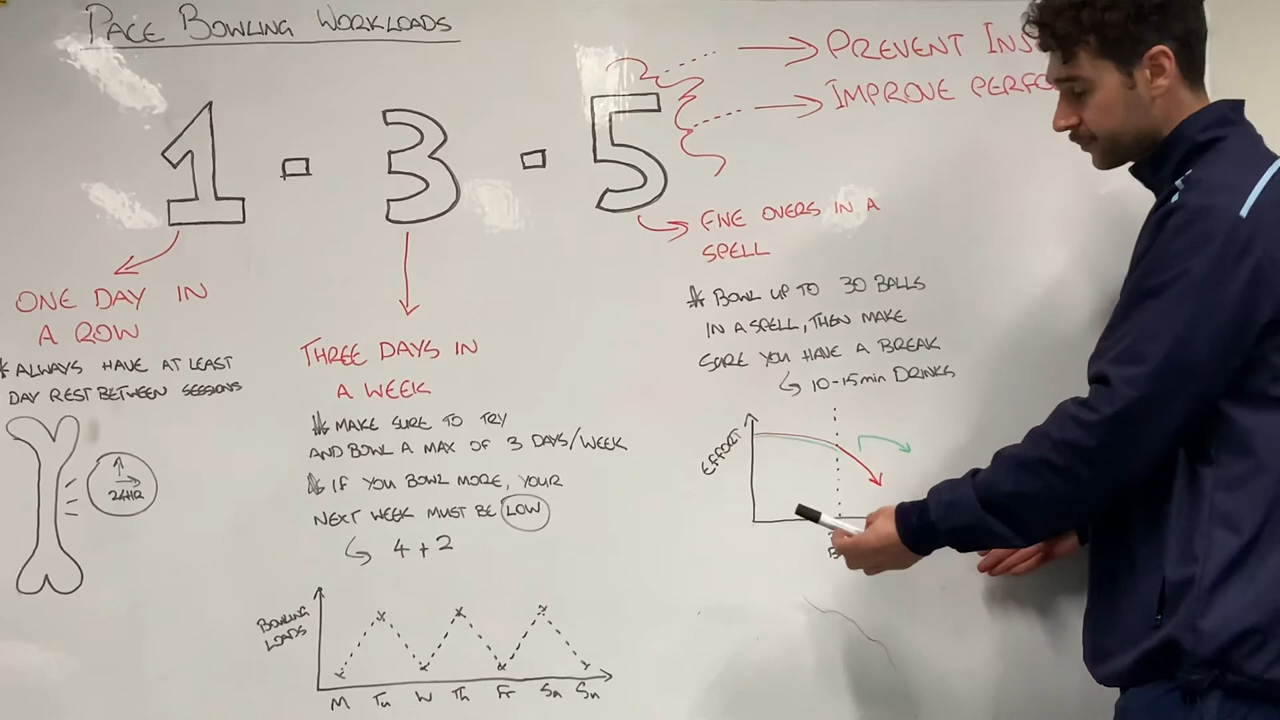 PACE BOWLING WORKLOADS
1 - 3 - 5
PREVENT
IMPROVE
ONE DAY IN
A ROW
* ALWAYS HAVE AT LEAST
DAY REST BETWEEN SESSIONS
24HR
THREE DAYS IN
A WEEK
* MAKE SURE TO TRY
AND BOWL A MAX OF 3 DAYS/WEEK
* IF YOU BOWL MORE, YOUR
NEXT WEEK MUST BE LOW
4 + 2
BOWLING
LOADS
M Tu W Th Fr Sa Su
FIVE OVERS IN A
SPELL
* BOWL UP TO 30 BALLS
IN A SPELL, THEN MAKE
SURE YOU HAVE A BREAK
10-15min DRINKS
EFFORT